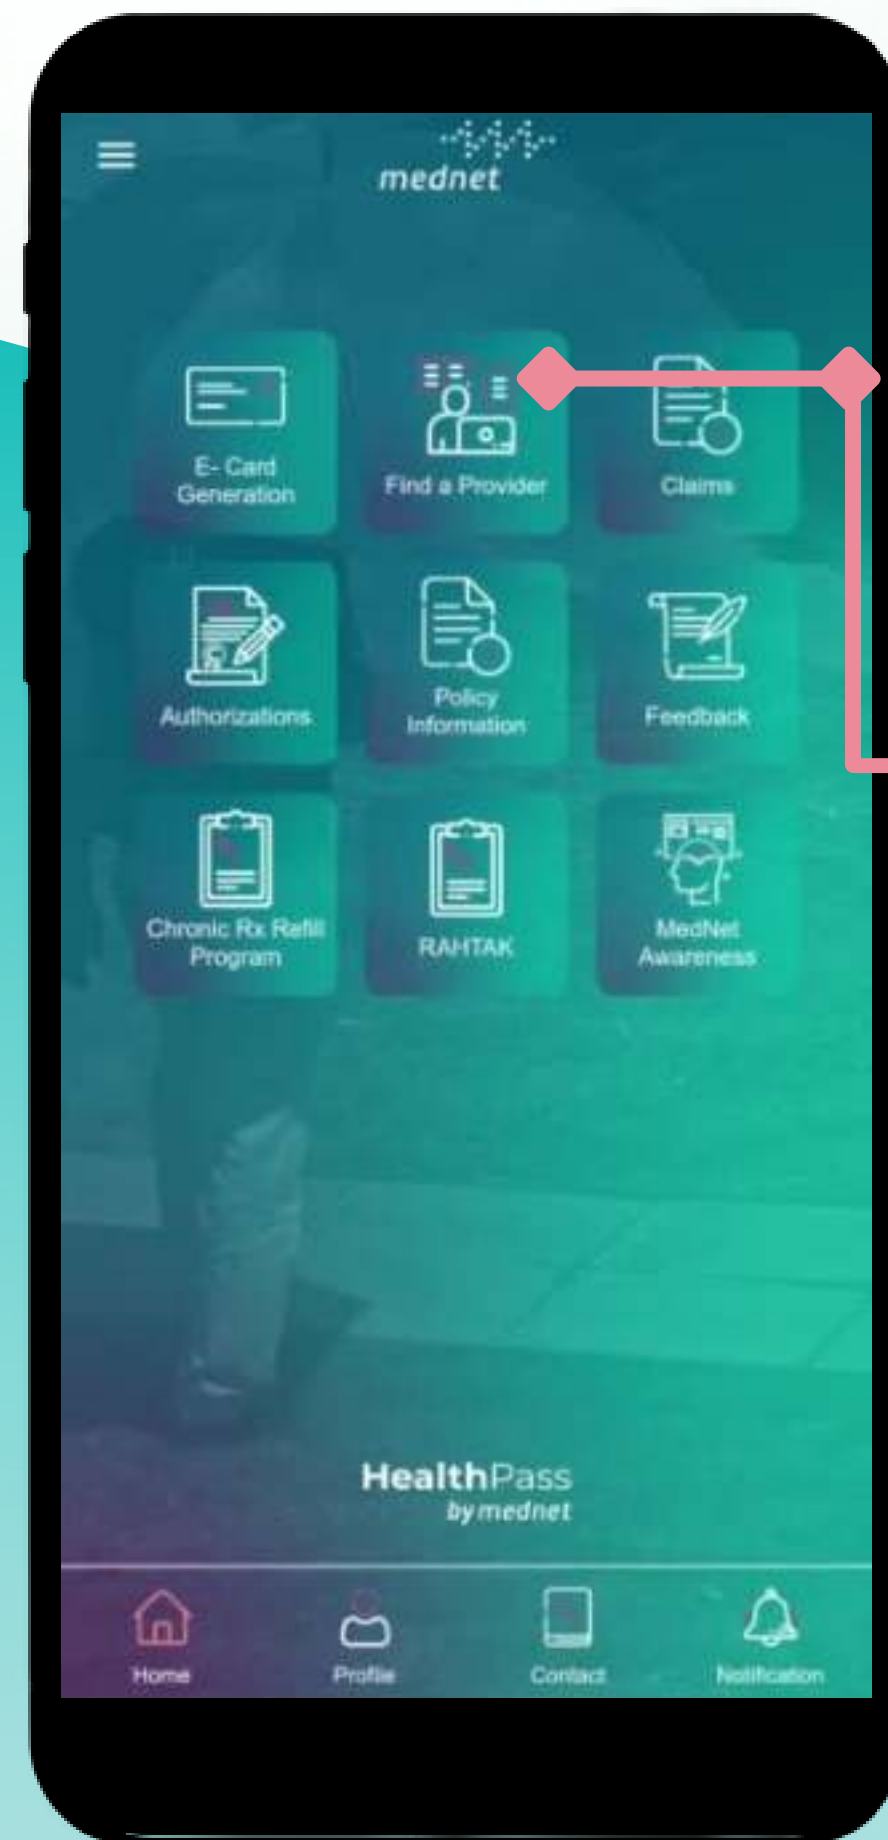 mednet
E- Card
Generation
Find a Provider
Claims
Authorizations
Policy
Information
Feedback
Chronic Rx Refill
Program
RAHTAK
MedNet
Awareness
HealthPass
by mednet
Home
Profile
Contact
Notification